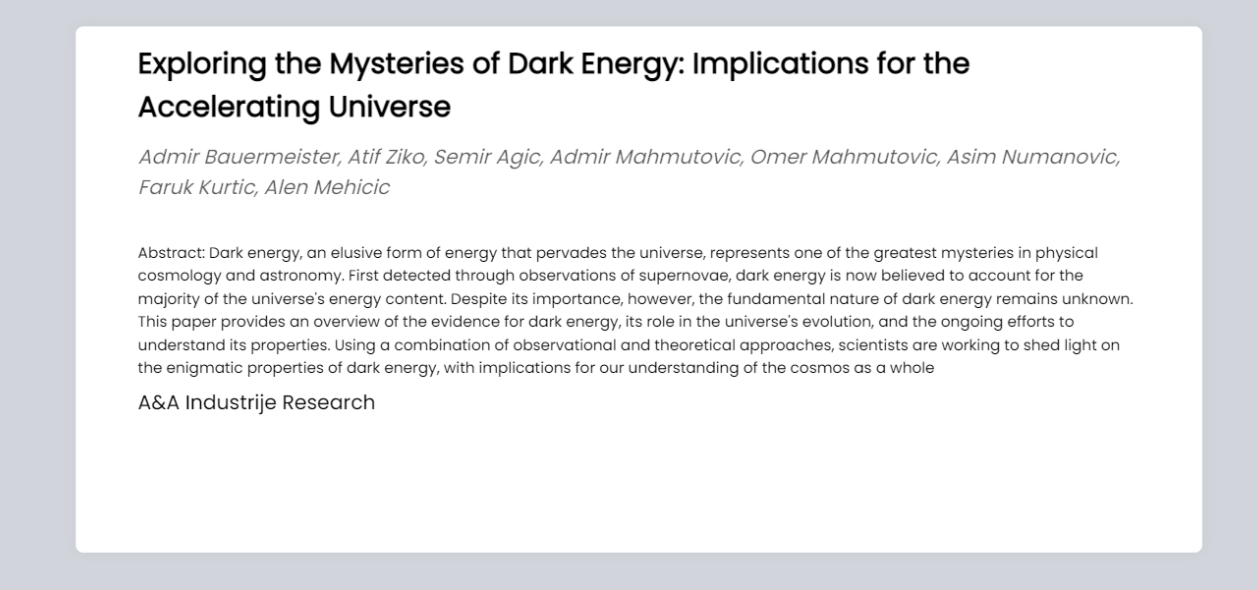 Exploring the Mysteries of Dark Energy: Implications for the
Accelerating Universe
Admir Bauermeister, Atif Ziko, Semir Agic, Admir Mahmutovic, Omer Mahmutovic, Asim Numanovic,
Faruk Kurtic, Alen Mehicic
Abstract: Dark energy, an elusive form of energy that pervades the universe, represents one of the greatest mysteries in physical
cosmology and astronomy. First detected through observations of supernovae, dark energy is now believed to account for the
majority of the universe's energy content. Despite its importance, however, the fundamental nature of dark energy remains unknown.
This paper provides an overview of the evidence for dark energy, its role in the universe's evolution, and the ongoing efforts to
understand its properties. Using a combination of observational and theoretical approaches, scientists are working to shed light on
the enigmatic properties of dark energy, with implications for our understanding of the cosmos as a whole
A&A Industrije Research